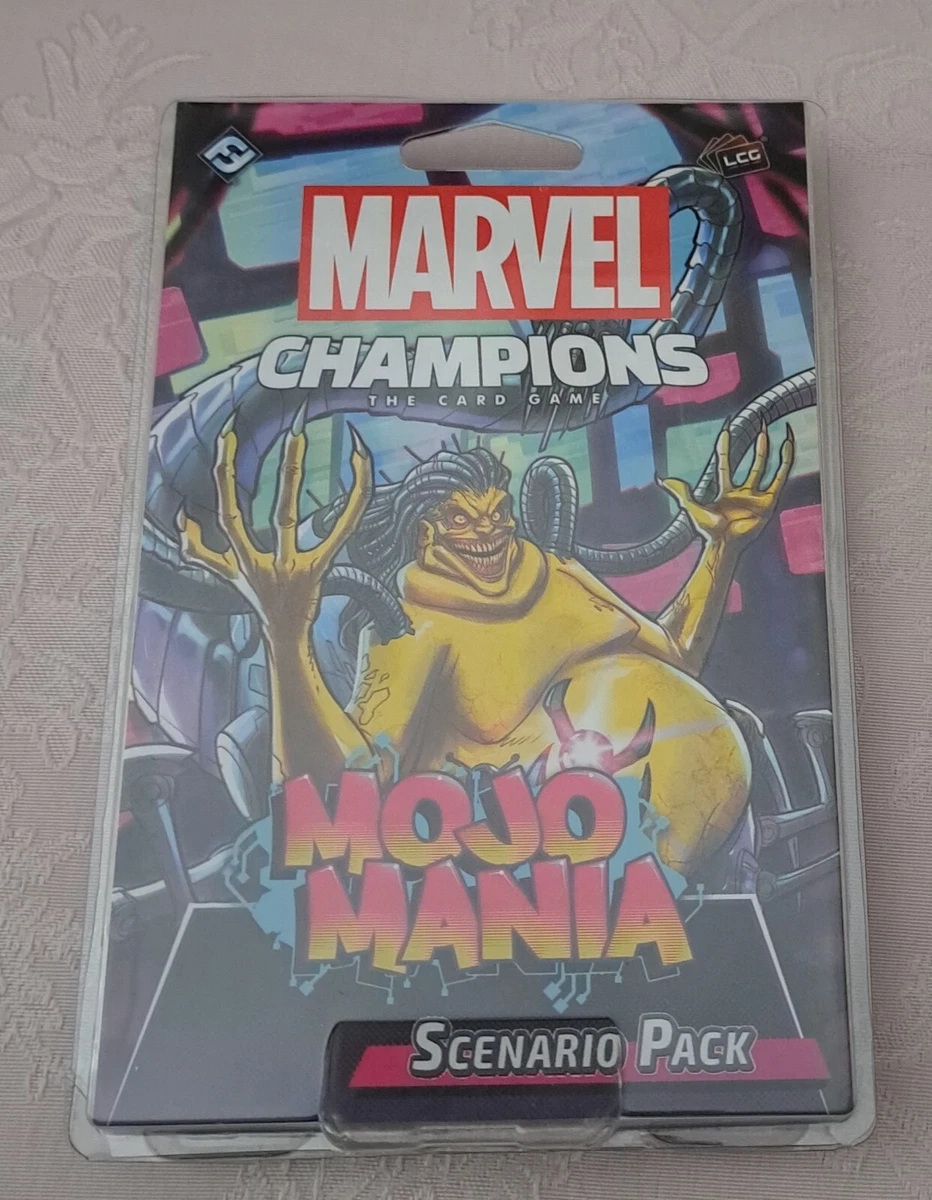 LCG
MARVEL
CHAMPIONS
THE CARD GAME
MOJO
MANIA
SCENARIO PACK